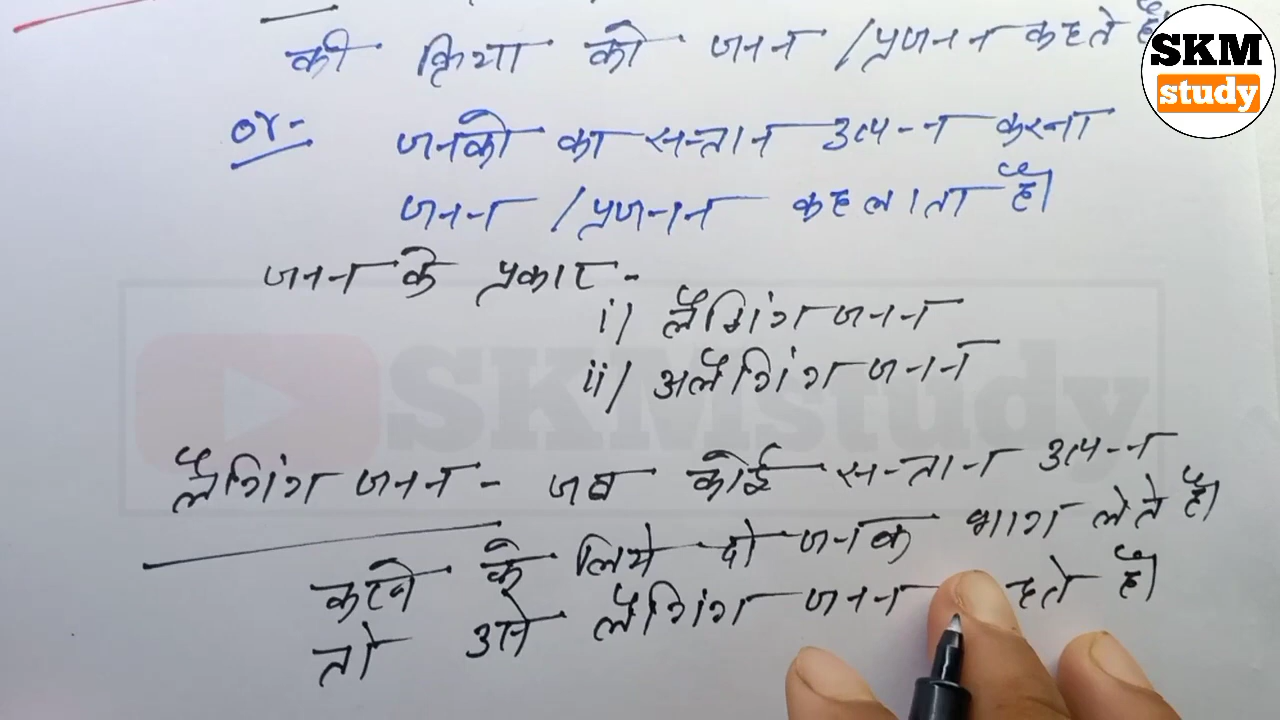 की क्रिया को जनन / प्रजनन कहते है।
SKM
study
or- जनको का सन्तान उत्पन्न करना
जनन / प्रजनन कहलाता है।
जनन के प्रकार -
i) लैगिंग जनन
ii) अलैगिंग जनन
SKMstudy
लैगिंग जनन - जब कोई सन्तान उत्पन्न
करने के लिये दो जनक भाग लेते है।
तो उसे लैगिंग जनन कहते है।